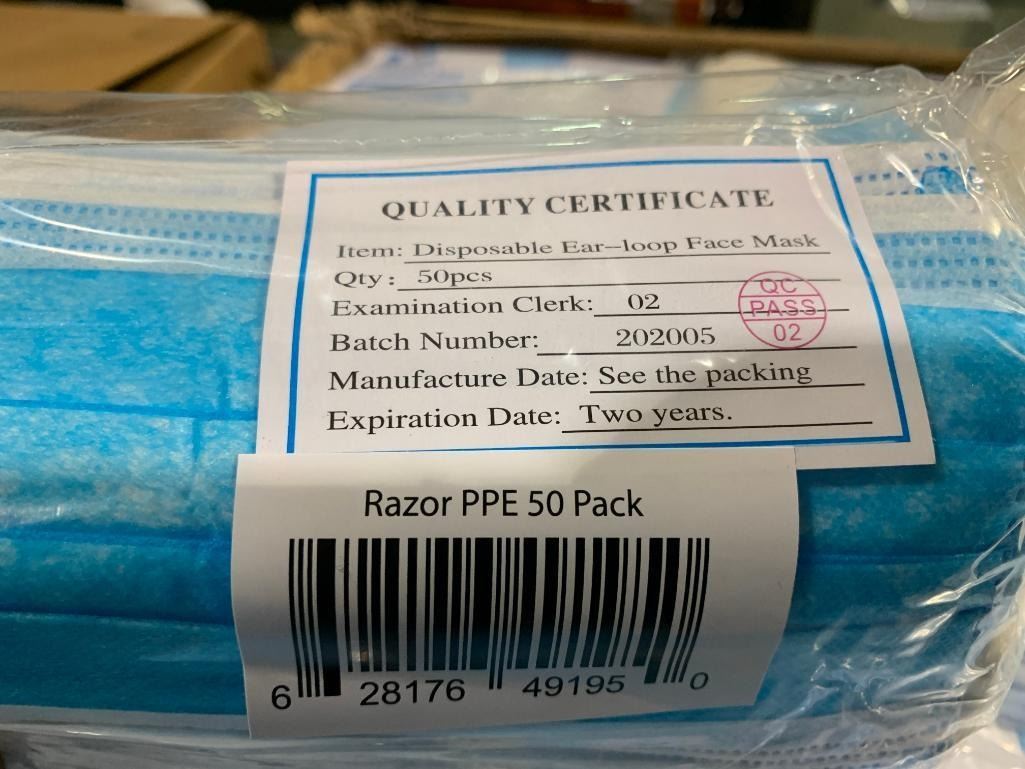 QUALITY CERTIFICATE
Item: Disposable Ear-loop Face Mask
Qty: 50pcs
Examination Clerk: 02
Batch Number: 202005
Manufacture Date: See the packing
Expiration Date: Two years.
QC
PASS
02
Razor PPE 50 Pack
6 28176 49195 0